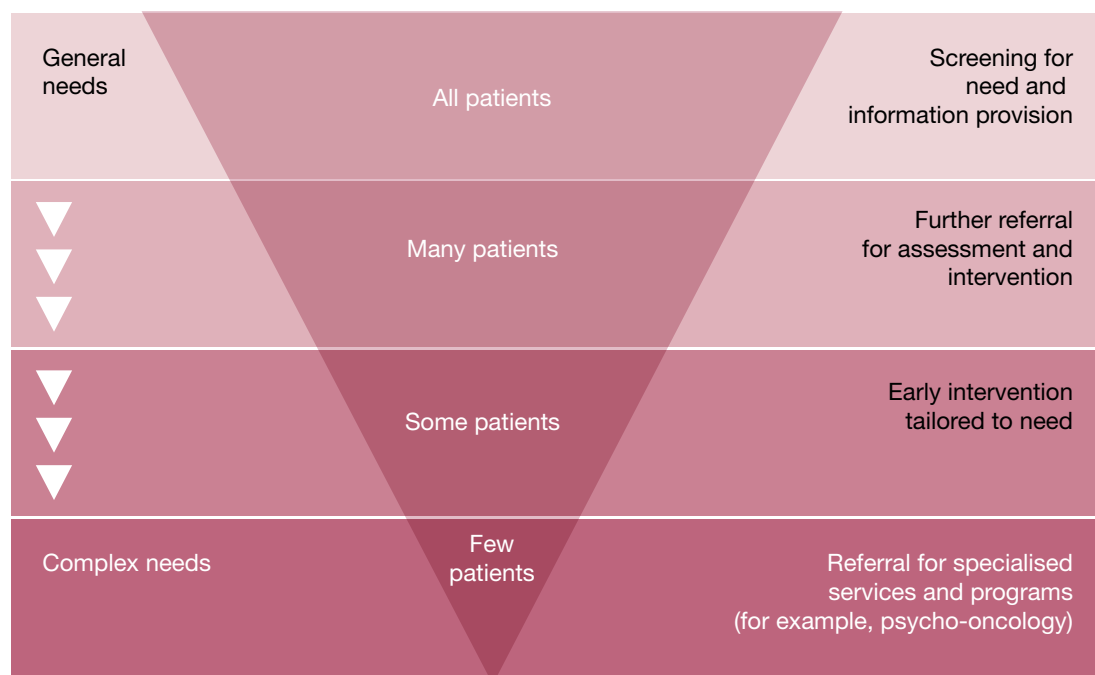 General
needs
All patients
Screening for
need and
information provision
Many patients
Further referral
for assessment and
intervention
Some patients
Early intervention
tailored to need
Complex needs
Few
patients
Referral for specialised
services and programs
(for example, psycho-oncology)